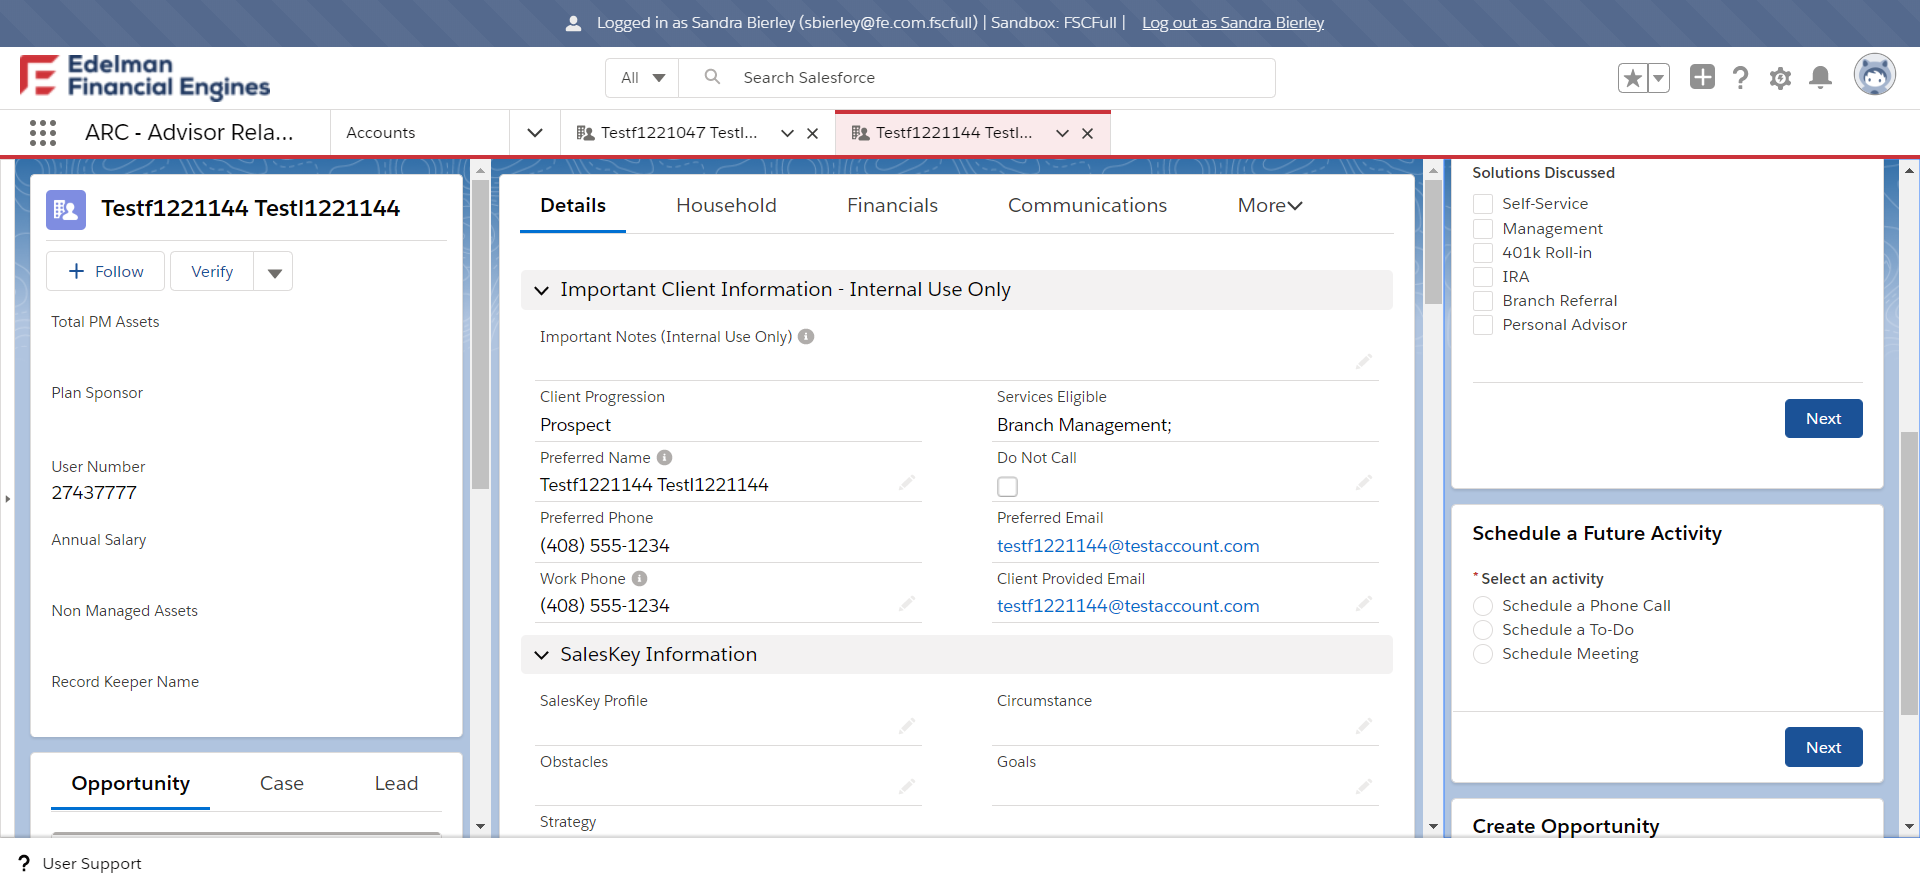 Logged in as Sandra Bierley (sbierley@fe.com.fscfull) | Sandbox: FSCFull | Log out as Sandra Bierley
Edelman
Financial Engines
All
Search Salesforce
ARC - Advisor Rela...
Accounts
Testf1221047 Testl...
Testf1221144 Testl...
Testf1221144 Testl1221144
Follow
Verify
Total PM Assets
Plan Sponsor
User Number
27437777
Annual Salary
Non Managed Assets
Record Keeper Name
Opportunity
Case
Lead
Details
Household
Financials
Communications
More
Important Client Information - Internal Use Only
Important Notes (Internal Use Only)
Client Progression
Prospect
Services Eligible
Branch Management;
Preferred Name
Testf1221144 Testl1221144
Do Not Call
Preferred Phone
(408) 555-1234
Preferred Email
testf1221144@testaccount.com
Work Phone
(408) 555-1234
Client Provided Email
testf1221144@testaccount.com
SalesKey Information
SalesKey Profile
Circumstance
Obstacles
Goals
Strategy
Solutions Discussed
Self-Service
Management
401k Roll-in
IRA
Branch Referral
Personal Advisor
Next
Schedule a Future Activity
*Select an activity
Schedule a Phone Call
Schedule a To-Do
Schedule Meeting
Next
Create Opportunity
? User Support